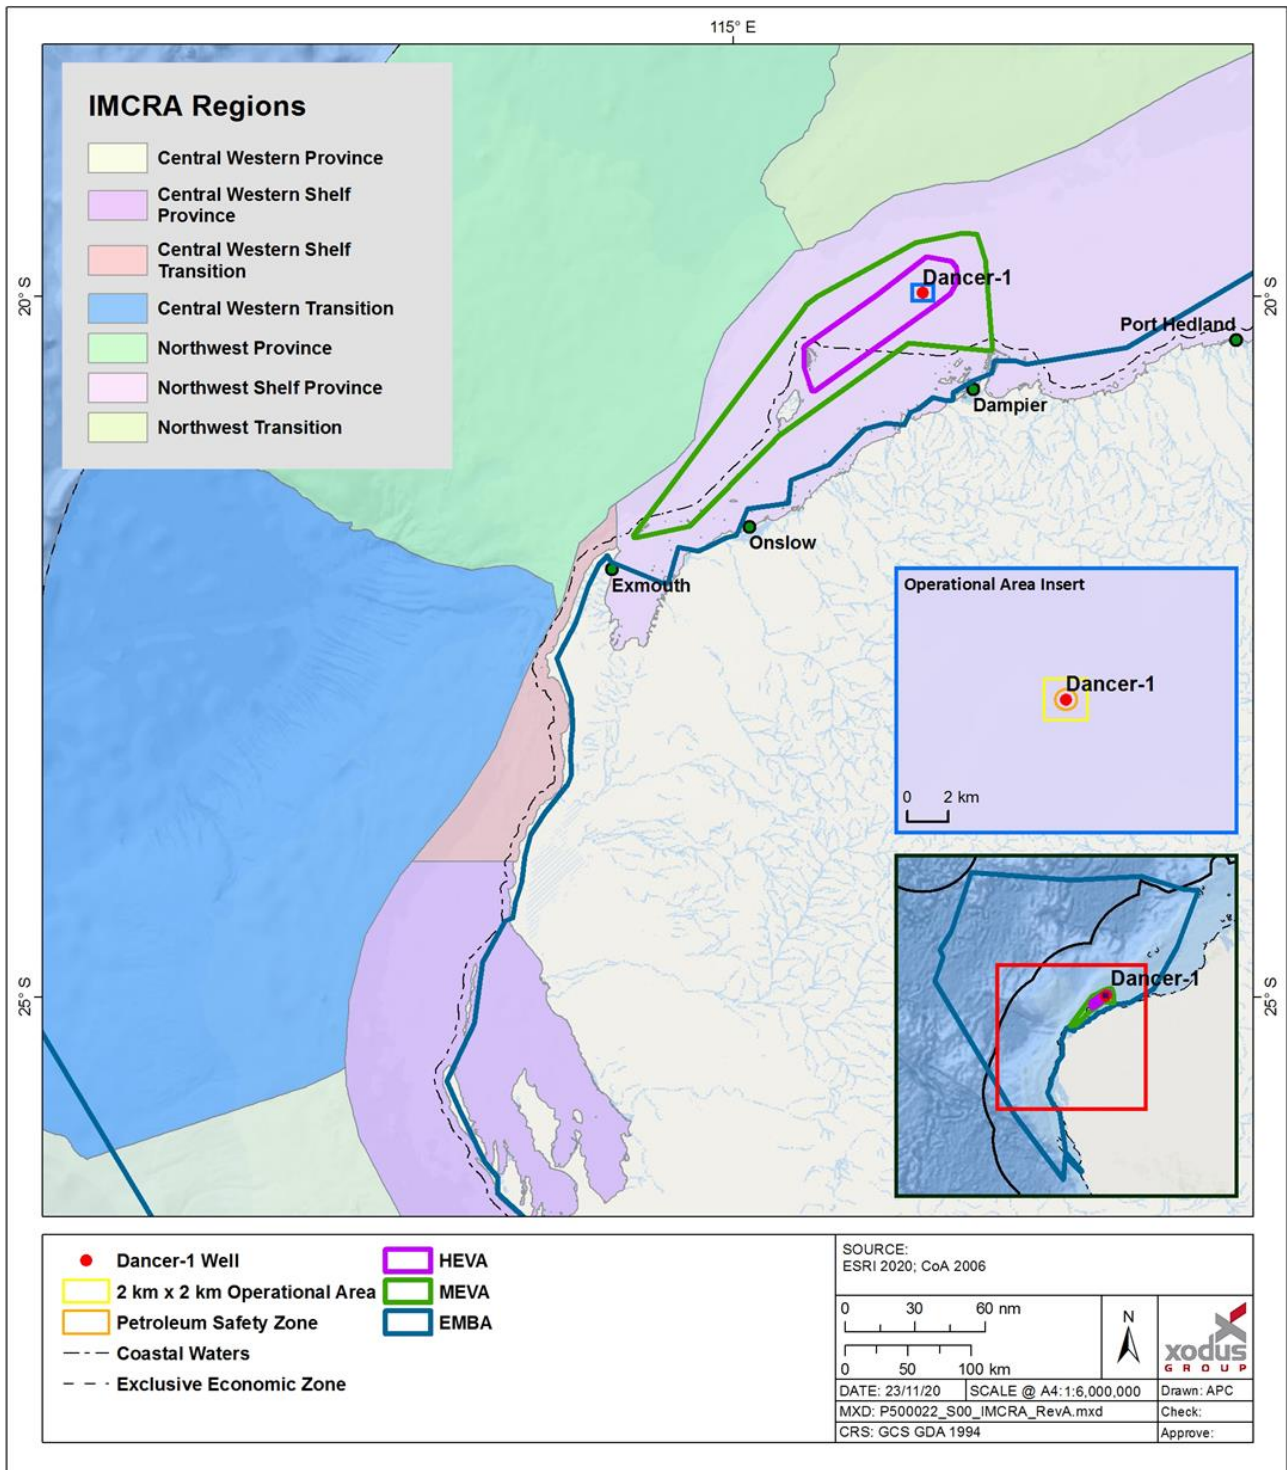 115° E
IMCRA Regions
Central Western Province
Central Western Shelf
Province
Central Western Shelf
Transition
Central Western Transition
Northwest Province
Northwest Shelf Province
Northwest Transition
20° S
20° S
Dancer-1
Port Hedland
Dampier
Onslow
Exmouth
Operational Area Insert
Dancer-1
0 2 km
Dancer-1
25° S
25° S
Dancer-1 Well
2 km x 2 km Operational Area
Petroleum Safety Zone
Coastal Waters
Exclusive Economic Zone
HEVA
MEVA
EMBA
SOURCE:
ESRI 2020; CoA 2006
0 30 60 nm
0 50 100 km
N
xodus
GROUP
DATE: 23/11/20
SCALE @ A4:1:6,000,000
Drawn: APC
MXD: P500022_S00_IMCRA_RevA.mxd
Check:
CRS: GCS GDA 1994
Approve: